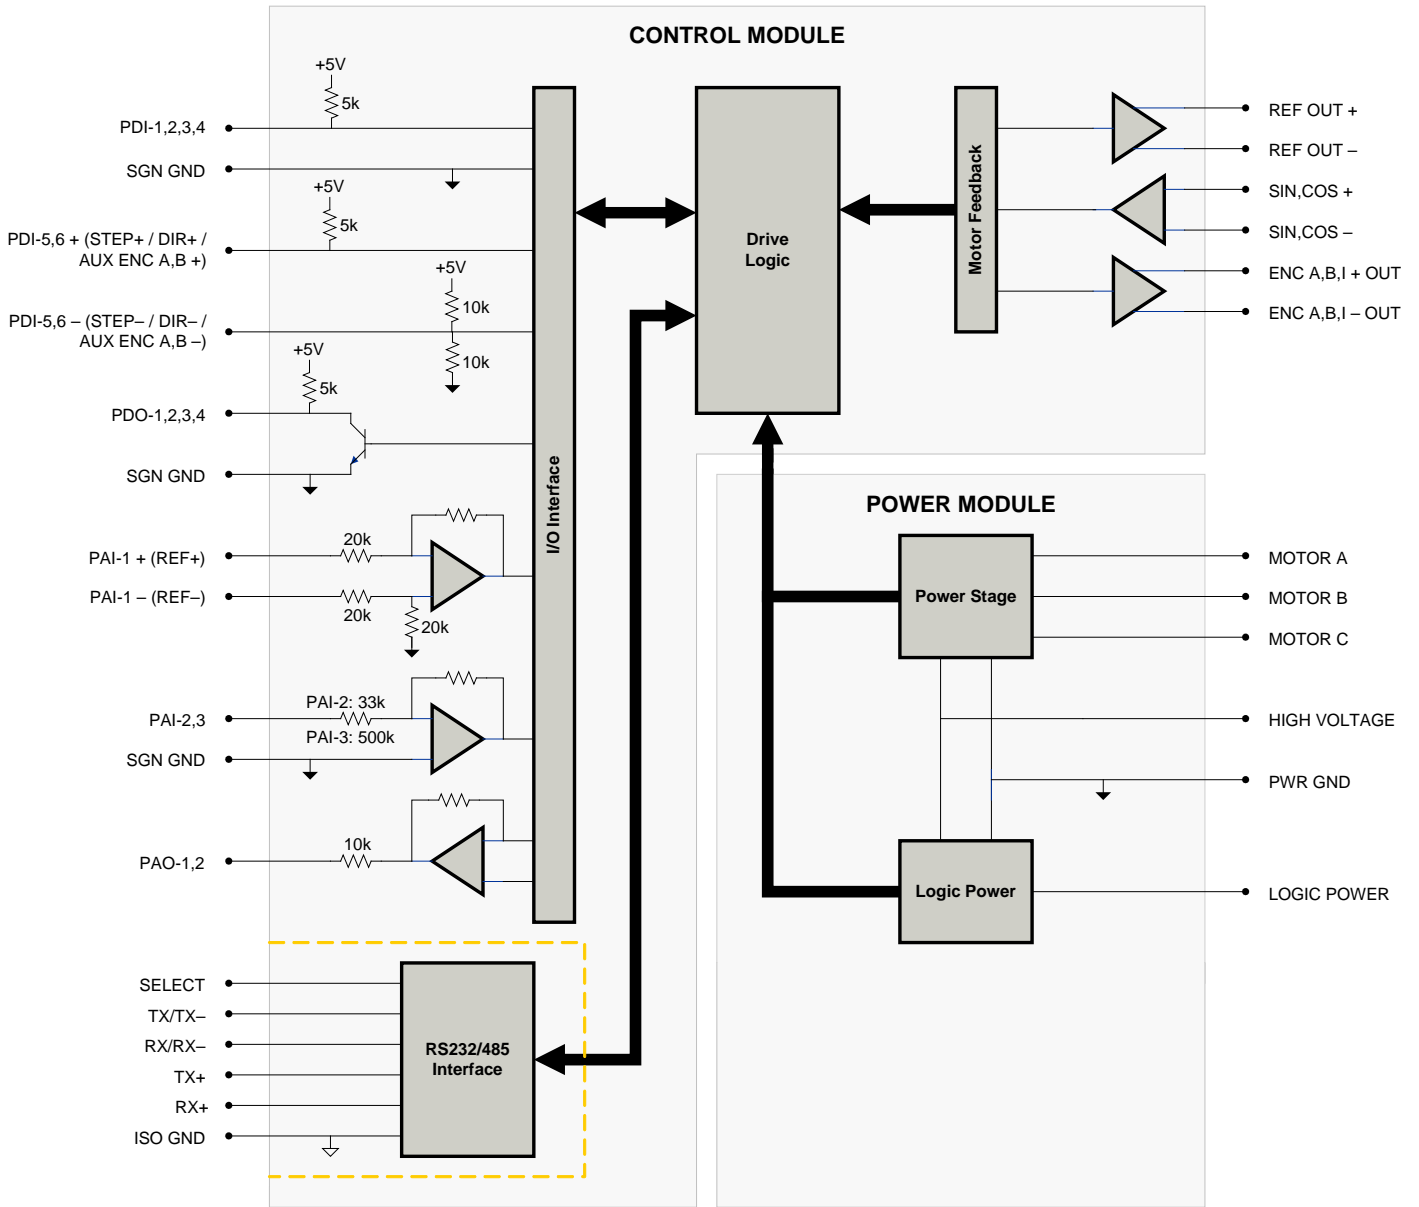 CONTROL MODULE
+5V
5k
PDI-1,2,3,4
SGN GND
+5V
5k
PDI-5,6 + (STEP+ / DIR+ /
AUX ENC A,B +)
+5V
10k
PDI-5,6 – (STEP– / DIR– /
AUX ENC A,B –)
10k
+5V
5k
PDO-1,2,3,4
SGN GND
20k
PAI-1 + (REF+)
PAI-1 – (REF–)
20k
20k
PAI-2: 33k
PAI-2,3
PAI-3: 500k
SGN GND
10k
PAO-1,2
I/O Interface
SELECT
TX/TX–
RX/RX–
TX+
RX+
ISO GND
RS232/485
Interface
Drive
Logic
Motor Feedback
REF OUT +
REF OUT –
SIN,COS +
SIN,COS –
ENC A,B,I + OUT
ENC A,B,I – OUT
POWER MODULE
Power Stage
MOTOR A
MOTOR B
MOTOR C
HIGH VOLTAGE
PWR GND
Logic Power
LOGIC POWER